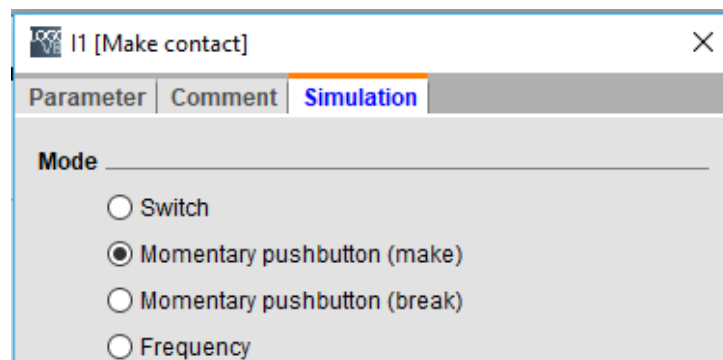 I1 [Make contact]
Parameter Comment Simulation
Mode
Switch
Momentary pushbutton (make)
Momentary pushbutton (break)
Frequency